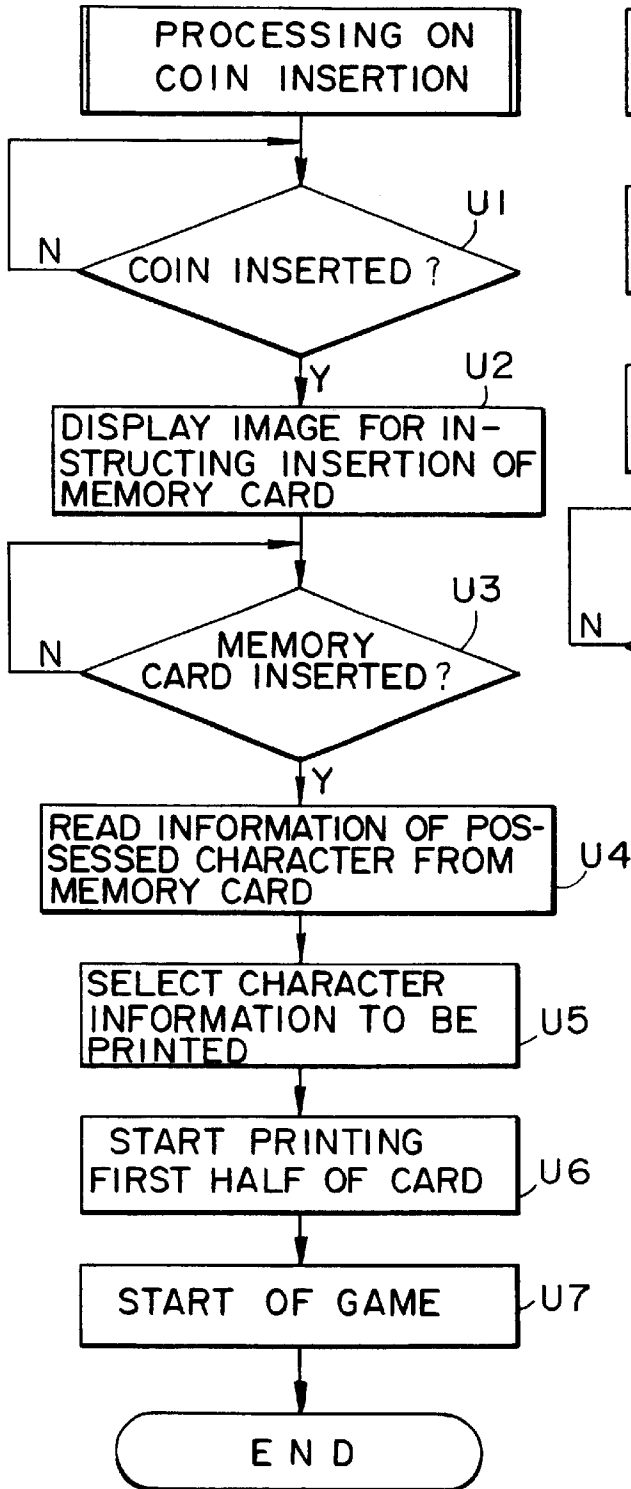 PROCESSING ON
COIN INSERTION
U1
N
COIN INSERTED?
Y
U2
DISPLAY IMAGE FOR IN-
STRUCTING INSERTION OF
MEMORY CARD
U3
N
MEMORY
CARD INSERTED?
N
Y
READ INFORMATION OF POS-
SESSED CHARACTER FROM
MEMORY CARD
U4
SELECT CHARACTER
INFORMATION TO BE
PRINTED
U5
START PRINTING
FIRST HALF OF CARD
U6
START OF GAME
U7
END